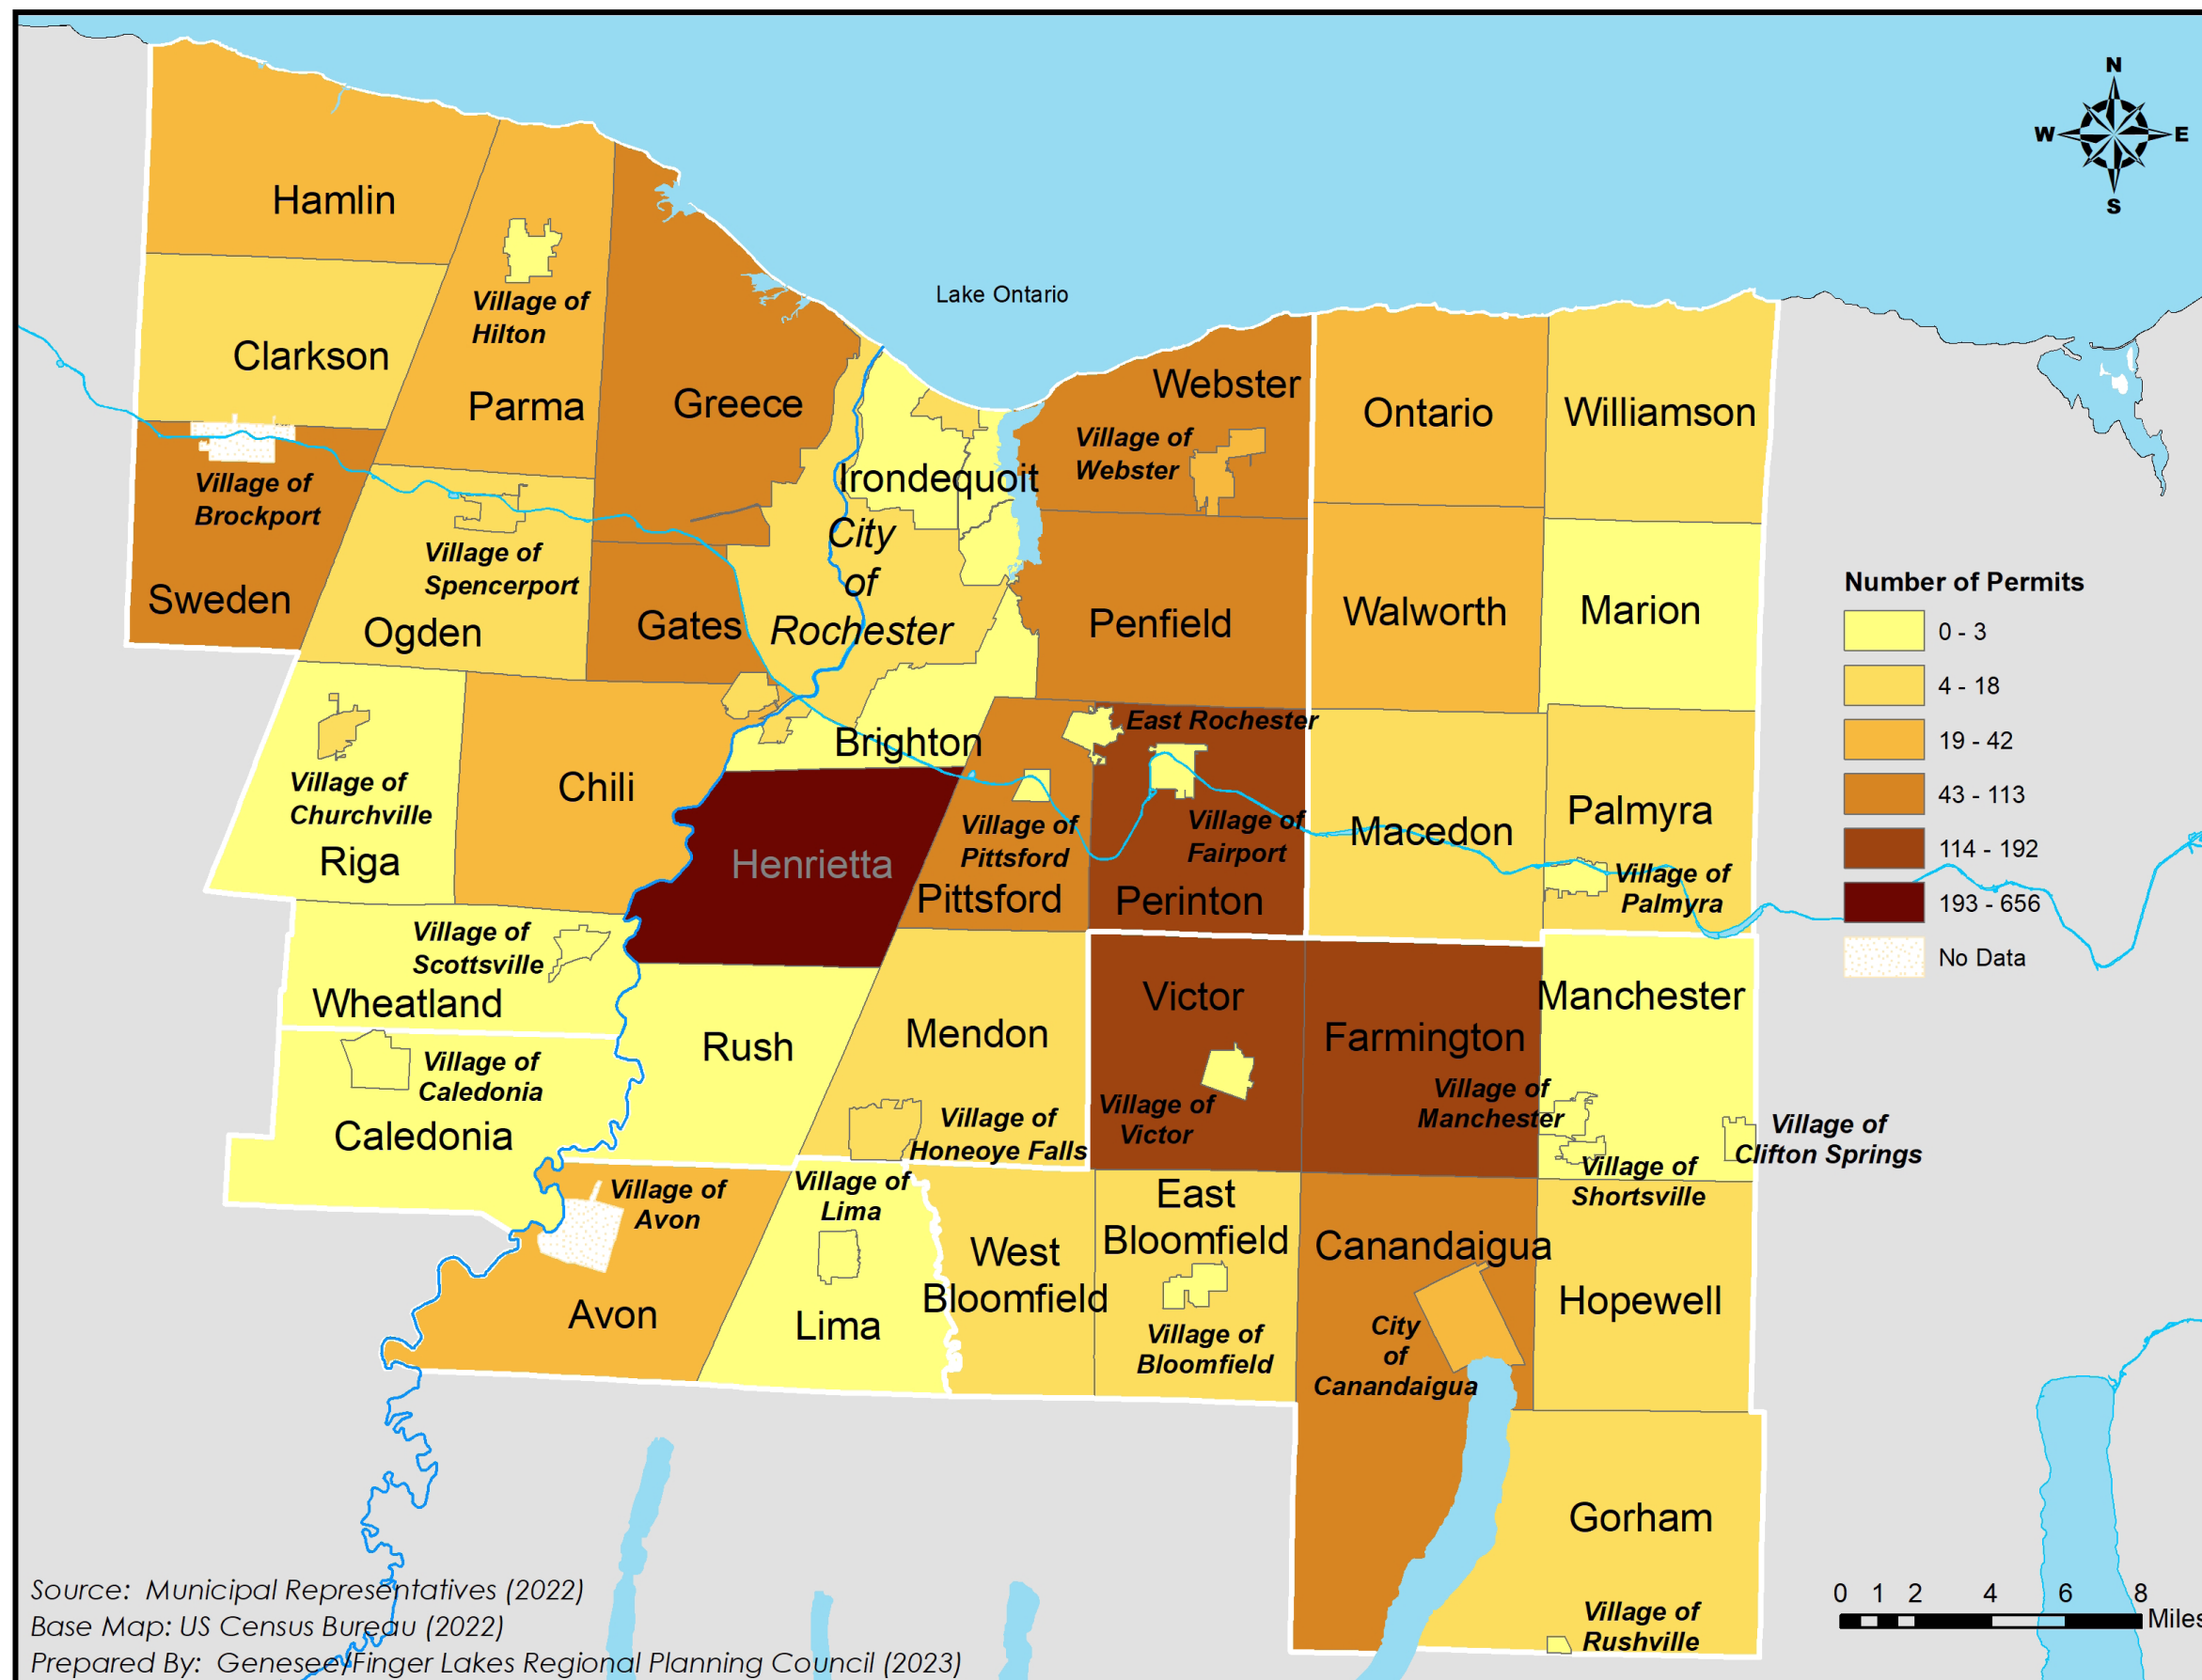 N
W
E
S
Hamlin
Village of
Hilton
Lake Ontario
Clarkson
Parma
Greece
Webster
Ontario
Williamson
Village of
Webster
Irondequoit
Village of
Brockport
City
of
Rochester
Village of
Spencerport
Sweden
Ogden
Gates
Penfield
Walworth
Marion
Number of Permits
0 - 3
4 - 18
19 - 42
43 - 113
114 - 192
193 - 656
No Data
East Rochester
Brighton
Village of
Churchville
Chili
Riga
Henrietta
Village of
Pittsford
Pittsford
Village of
Fairport
Perinton
Macedon
Palmyra
Village of
Palmyra
Village of
Scottsville
Wheatland
Rush
Mendon
Victor
Farmington
Manchester
Village of
Caledonia
Caledonia
Village of
Honeoye Falls
Village of
Victor
Village of
Manchester
Village of
Clifton Springs
Village of
Shortsville
Village of
Avon
Avon
Village of
Lima
Lima
West
Bloomfield
East
Bloomfield
Village of
Bloomfield
Canandaigua
City
of
Canandaigua
Hopewell
Gorham
Village of
Rushville
0 1 2 4 6 8
Miles
Source: Municipal Representatives (2022)
Base Map: US Census Bureau (2022)
Prepared By: Genesee/Finger Lakes Regional Planning Council (2023)